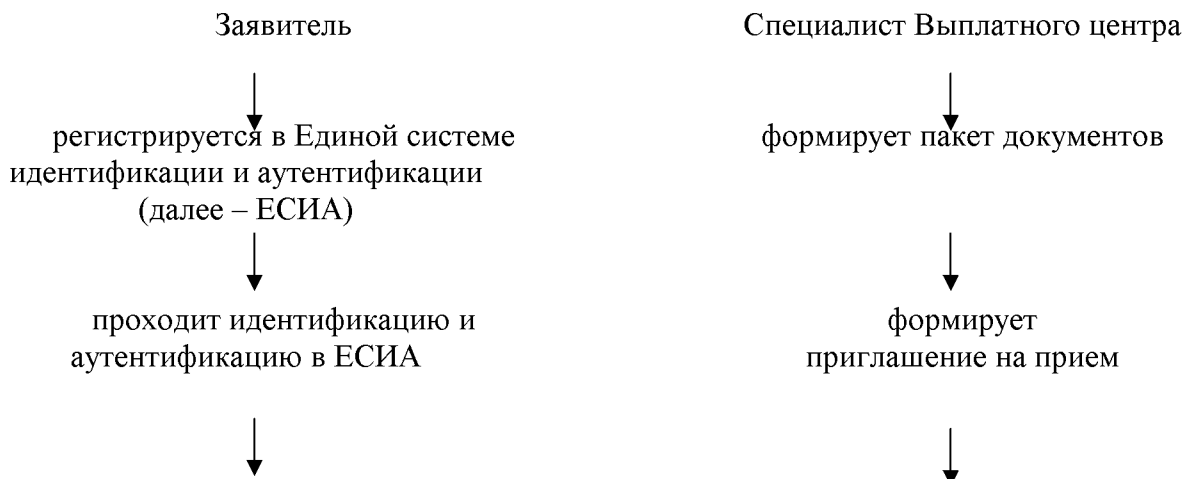 Заявитель
регистрируется в Единой системе
идентификации и аутентификации
(далее – ЕСИА)
проходит идентификацию и
аутентификацию в ЕСИА
Специалист Выплатного центра
формирует пакет документов
формирует
приглашение на прием